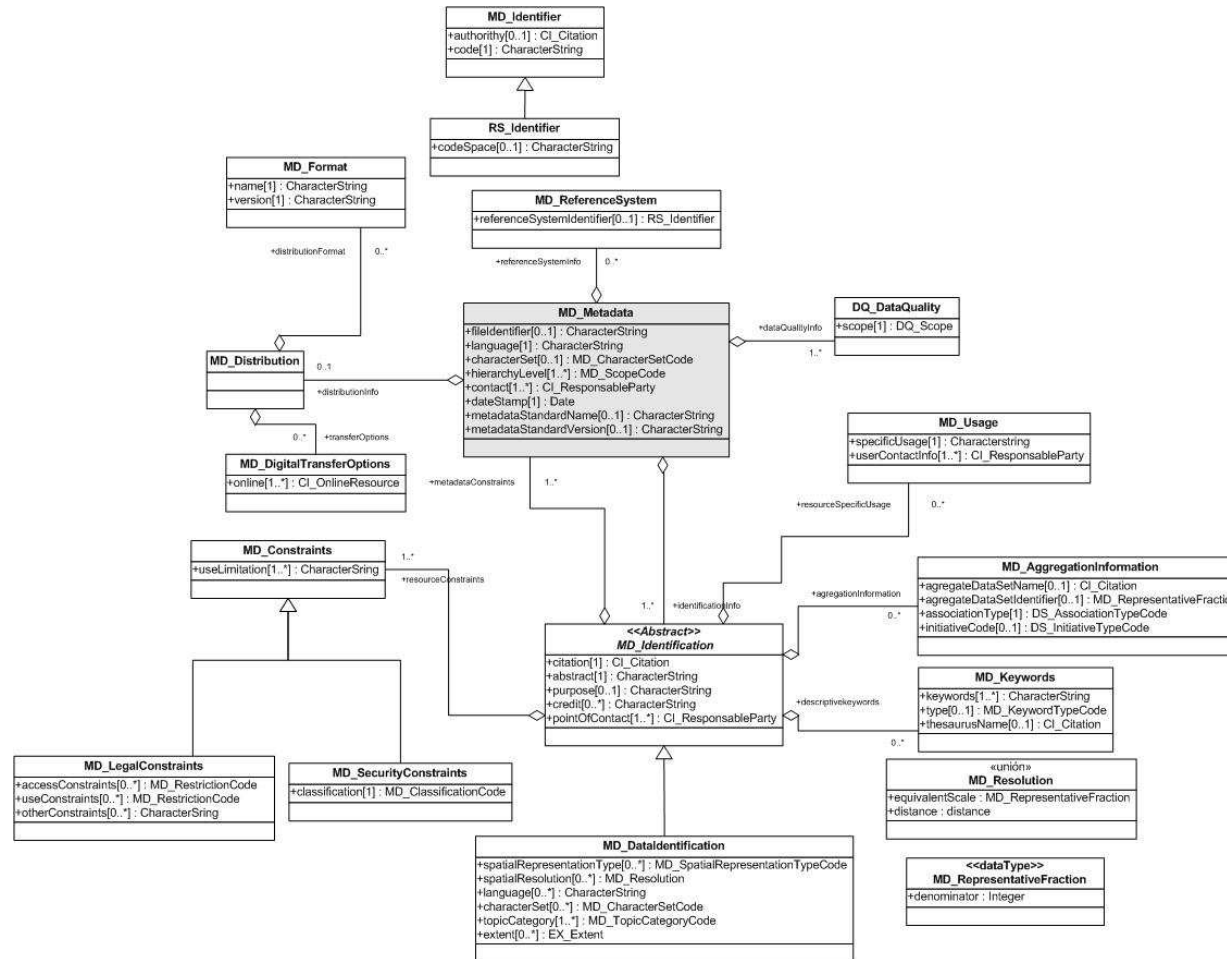 MD_Identifier
+authorithy[0..1] : CI_Citation
+code[1] : CharacterString
RS_Identifier
+codeSpace[0..1] : CharacterString
MD_Format
+name[1] : CharacterString
+version[1] : CharacterString
MD_ReferenceSystem
+referenceSystemIdentifier[0..1] : RS_Identifier
+distributionFormat
0..*
+referenceSystemInfo
0..*
MD_Metadata
+fileIdentifier[0..1] : CharacterString
+language[1] : CharacterString
+characterSet[0..1] : MD_CharacterSetCode
+hierarchyLevel[1..*] : MD_ScopeCode
+contact[1..*] : CI_ResponsableParty
+dateStamp[1] : Date
+metadataStandardName[0..1] : CharacterString
+metadataStandardVersion[0..1] : CharacterString
DQ_DataQuality
+scope[1] : DQ_Scope
+dataQualityInfo
1..*
MD_Distribution
0..1
+distributionInfo
0..*
+transferOptions
MD_DigitalTransferOptions
+online[1..*] : CI_OnlineResource
MD_Usage
+specificUsage[1] : Characterstring
+userContactInfo[1..*] : CI_ResponsableParty
+metadataConstraints
1..*
+resourceSpecificUsage
0..*
MD_Constraints
+useLimitation[1..*] : CharacterSring
1..*
+resourceConstraints
MD_AggregationInformation
+agregateDataSetName[0..1] : CI_Citation
+agregateDataSetIdentifier[0..1] : MD_RepresentativeFractio
+associationType[1] : DS_AssociationTypeCode
+initiativeCode[0..1] : DS_InitiativeTypeCode
+agregationInformation
0..*
1..*
+identificationInfo
<<Abstract>>
MD_Identification
+citation[1] : CI_Citation
+abstract[1] : CharacterString
+purpose[0..1] : CharacterString
+credit[0..*] : CharacterString
+pointOfContact[1..*] : CI_ResponsableParty
MD_Keywords
+keywords[1..*] : CharacterString
+type[0..1] : MD_KeywordTypeCode
+thesaurusName[0..1] : CI_Citation
+descriptivekeywords
0..*
MD_LegalConstraints
+accessConstraints[0..*] : MD_RestrictionCode
+useConstraints[0..*] : MD_RestrictionCode
+otherConstraints[0..*] : CharacterString
MD_SecurityConstraints
+classification[1] : MD_ClassificationCode
«unión»
MD_Resolution
+equivalentScale : MD_RepresentativeFraction
+distance : distance
MD_DataIdentification
+spatialRepresentationType[0..*] : MD_SpatialRepresentationTypeCode
+spatialResolution[0..*] : MD_Resolution
+language[0..*] : CharacterString
+characterSet[0..*] : MD_CharacterSetCode
+topicCategory[1..*] : MD_TopicCategoryCode
+extent[0..*] : EX_Extent
<<dataType>>
MD_RepresentativeFraction
+denominator : Integer